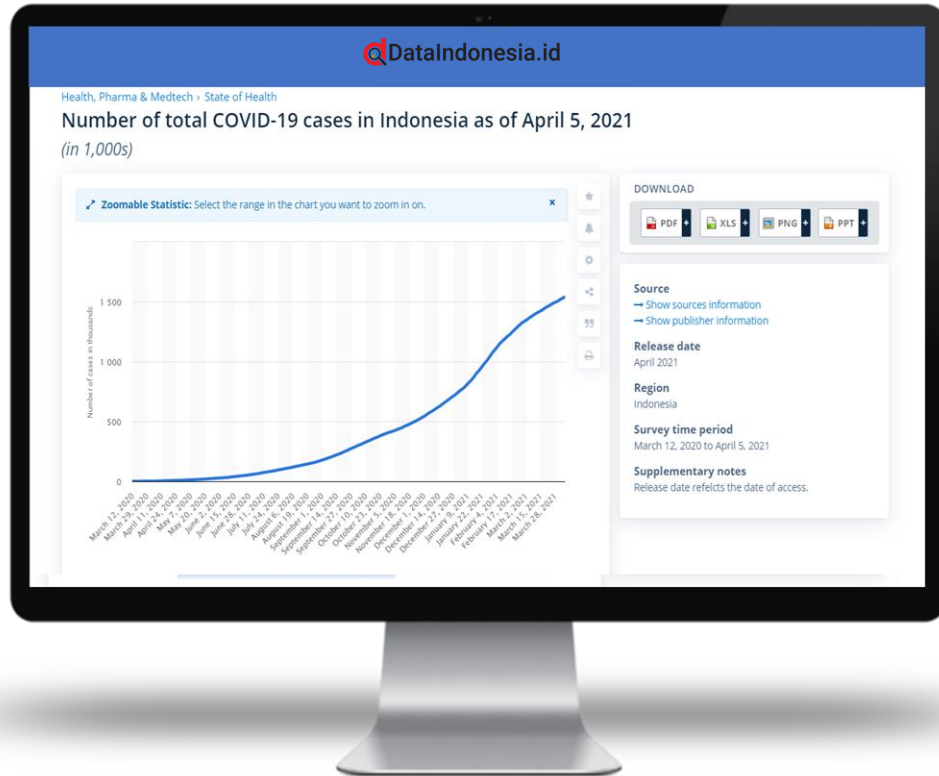 DataIndonesia.id
Health, Pharma & Medtech › State of Health
Number of total COVID-19 cases in Indonesia as of April 5, 2021
(in 1,000s)
Zoomable Statistic: Select the range in the chart you want to zoom in on.
x
Number of cases in thousands
1 500
1 000
500
0
March 12, 2020
March 29, 2020
April 11, 2020
April 24, 2020
May 7, 2020
May 20, 2020
June 2, 2020
June 15, 2020
June 28, 2020
July 11, 2020
July 24, 2020
August 6, 2020
August 19, 2020
September 1, 2020
September 14, 2020
September 27, 2020
October 10, 2020
October 23, 2020
November 5, 2020
November 18, 2020
December 1, 2020
December 14, 2020
December 27, 2020
January 9, 2021
January 22, 2021
February 4, 2021
February 17, 2021
March 2, 2021
March 15, 2021
March 28, 2021
DOWNLOAD
PDF +
XLS +
PNG +
PPT +
Source
→ Show sources information
→ Show publisher information
Release date
April 2021
Region
Indonesia
Survey time period
March 12, 2020 to April 5, 2021
Supplementary notes
Release date refelcts the date of access.